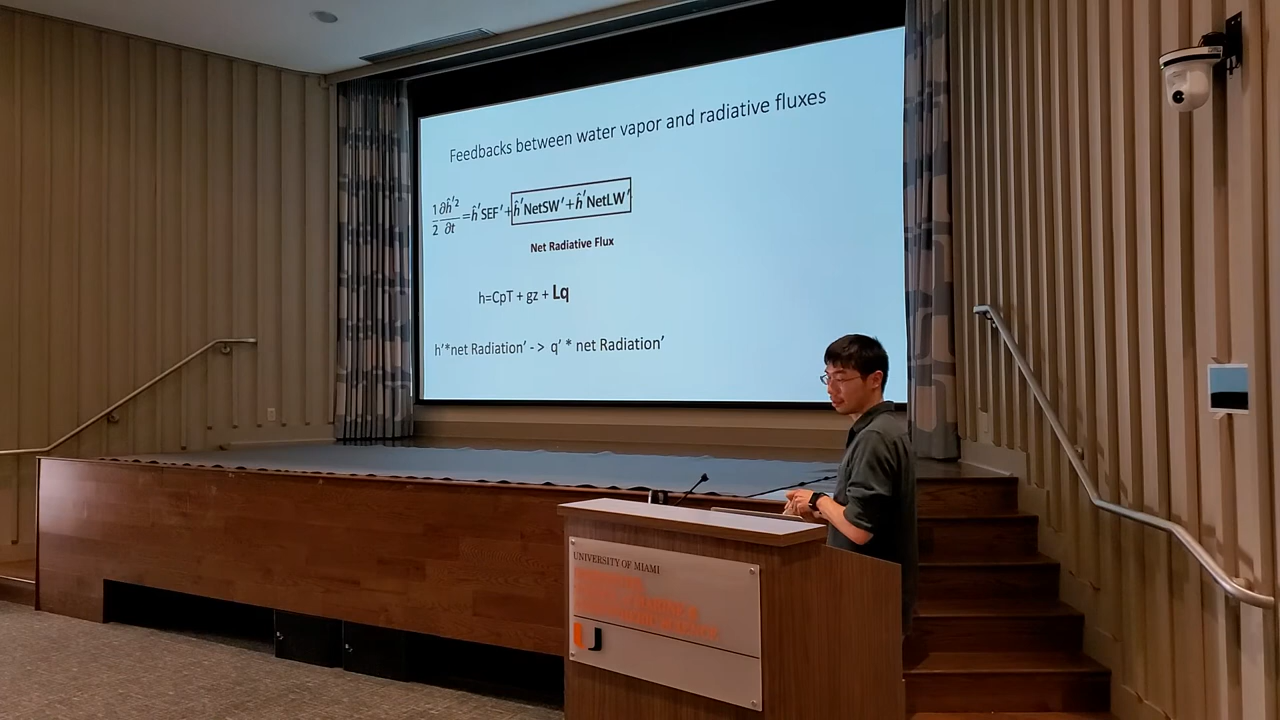 Feedbacks between water vapor and radiative fluxes
1/2 ∂ĥ′²/∂t =ĥ′SEF′+ĥ′NetSW′+ĥ′NetLW′
Net Radiative Flux
h=CpT + gz + Lq
h′*net Radiation′ - > q′ * net Radiation′
UNIVERSITY OF MIAMI
U